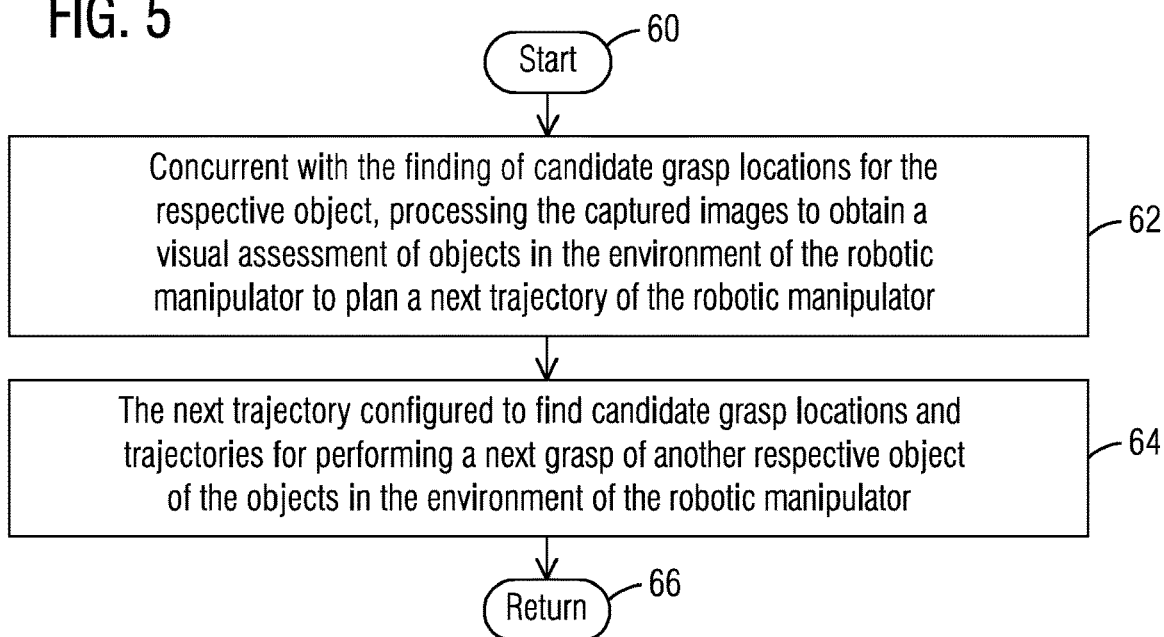 FIG. 5
Start
60
Concurrent with the finding of candidate grasp locations for the
respective object, processing the captured images to obtain a
visual assessment of objects in the environment of the robotic
manipulator to plan a next trajectory of the robotic manipulator
62
The next trajectory configured to find candidate grasp locations and
trajectories for performing a next grasp of another respective object
of the objects in the environment of the robotic manipulator
64
Return
66